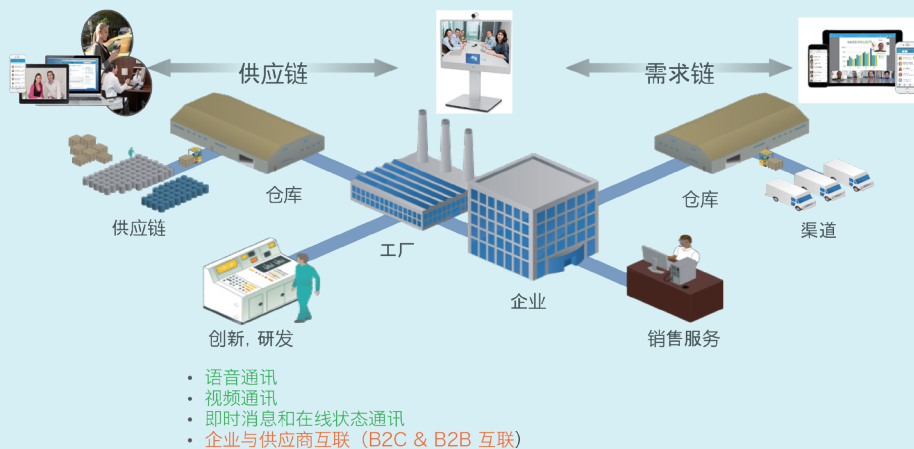 供应链
需求链
仓库
仓库
供应链
工厂
渠道
企业
创新, 研发
销售服务
• 语音通讯
• 视频通讯
• 即时消息和在线状态通讯
• 企业与供应商互联（B2C & B2B 互联)